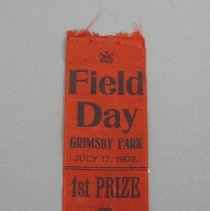 Field
Day
GRIMSBY PARK
JULY 17, 1902.
1st PRIZE